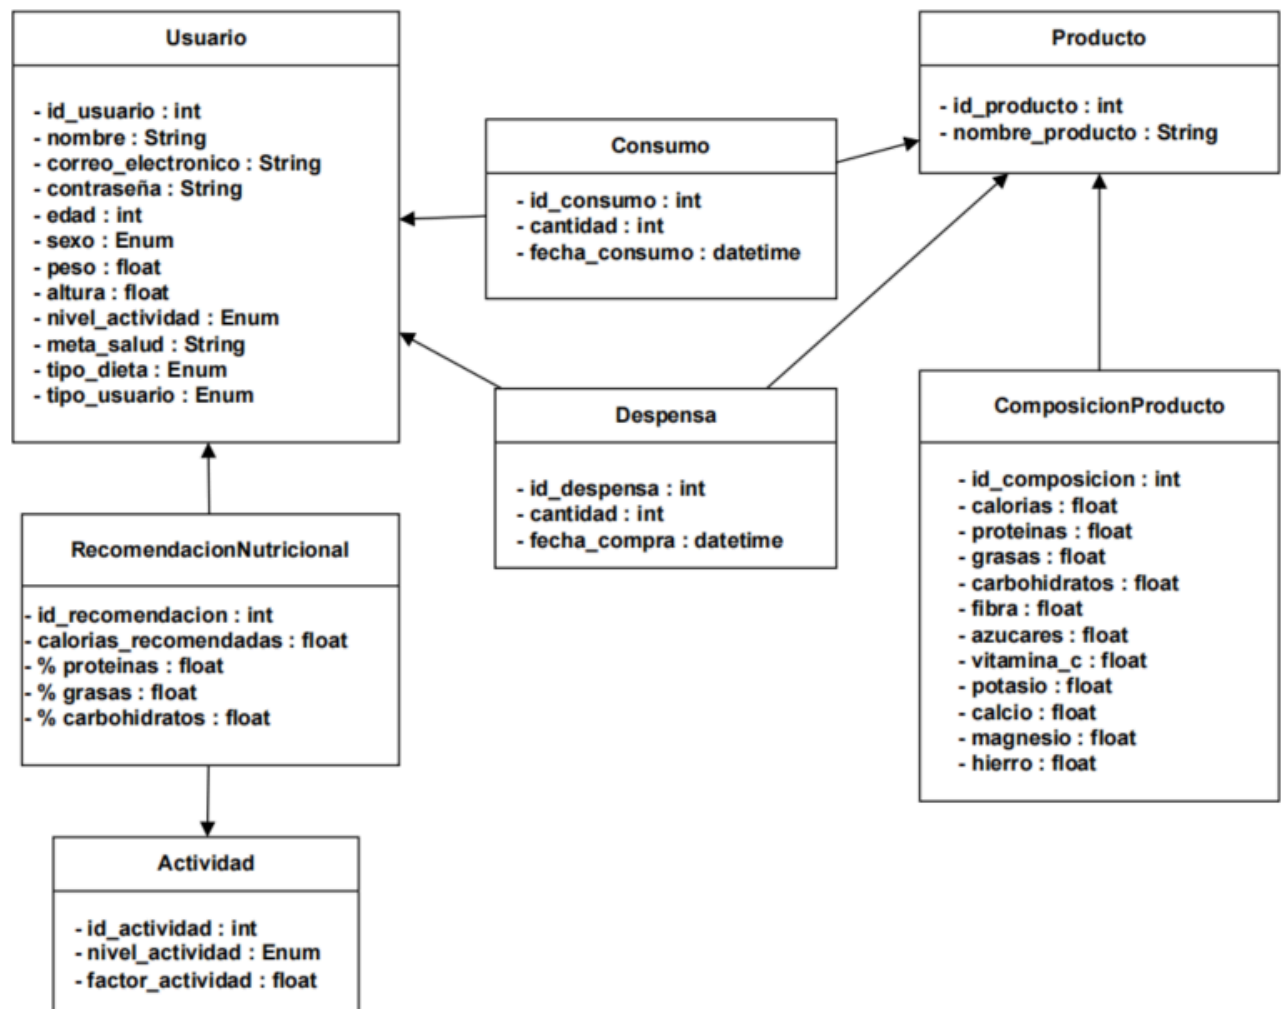 Usuario
- id_usuario : int
- nombre : String
- correo_electronico : String
- contraseña : String
- edad : int
- sexo : Enum
- peso : float
- altura : float
- nivel_actividad : Enum
- meta_salud : String
- tipo_dieta : Enum
- tipo_usuario : Enum
Consumo
- id_consumo : int
- cantidad : int
- fecha_consumo : datetime
Producto
- id_producto : int
- nombre_producto : String
Despensa
- id_despensa : int
- cantidad : int
- fecha_compra : datetime
ComposicionProducto
- id_composicion : int
- calorias : float
- proteinas : float
- grasas : float
- carbohidratos : float
- fibra : float
- azucares : float
- vitamina_c : float
- potasio : float
- calcio : float
- magnesio : float
- hierro : float
RecomendacionNutricional
- id_recomendacion : int
- calorias_recomendadas : float
- % proteinas : float
- % grasas : float
- % carbohidratos : float
Actividad
- id_actividad : int
- nivel_actividad : Enum
- factor_actividad : float